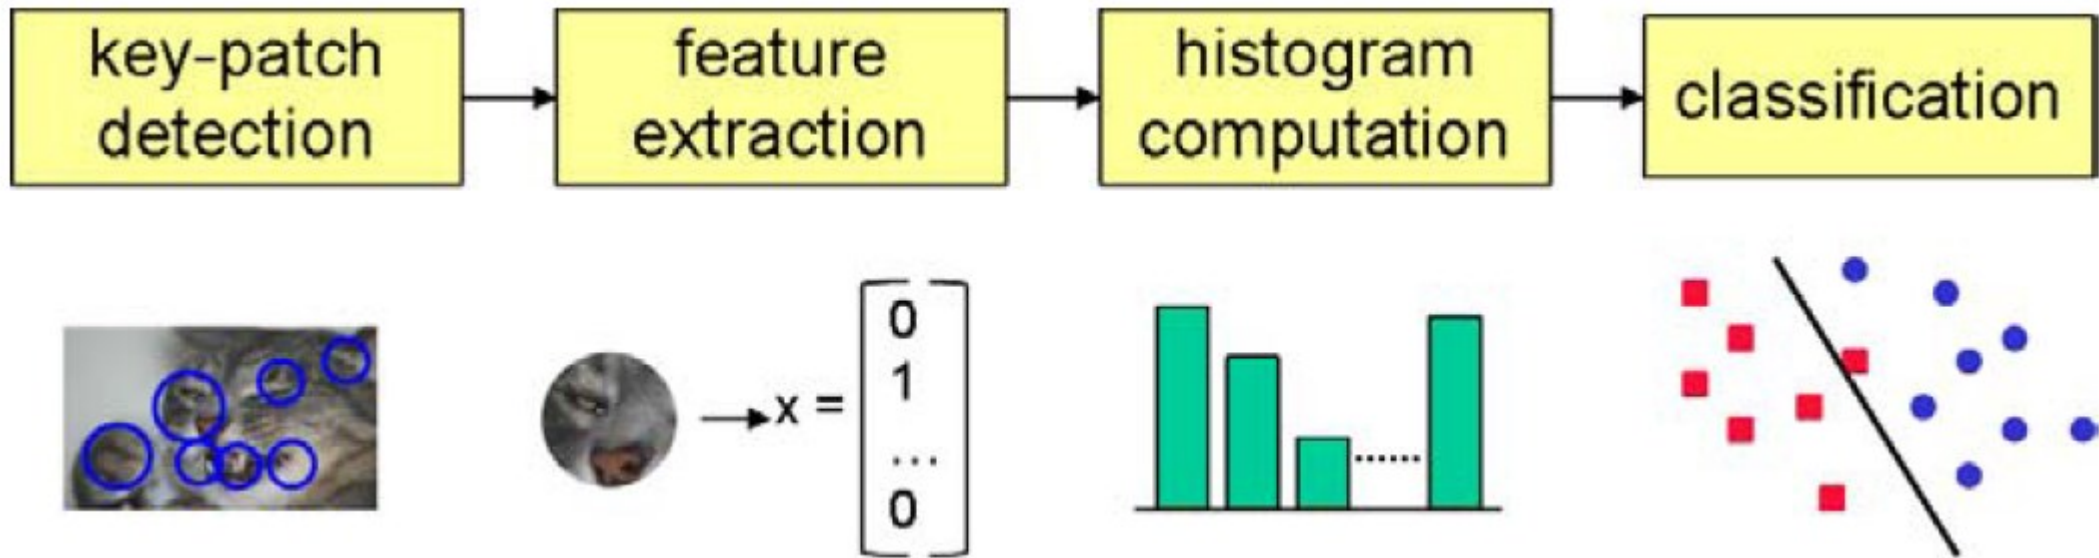 key-patch
detection
feature
extraction
histogram
computation
classification
x =
0
1
...
0
......